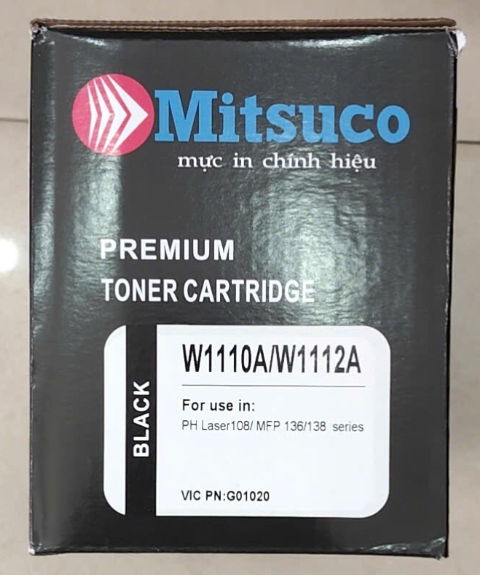 Mitsuco
mực in chính hiệu
PREMIUM
TONER CARTRIDGE
BLACK
W1110A/W1112A
For use in:
PH Laser108/ MFP 136/138 series
VIC PN:G01020